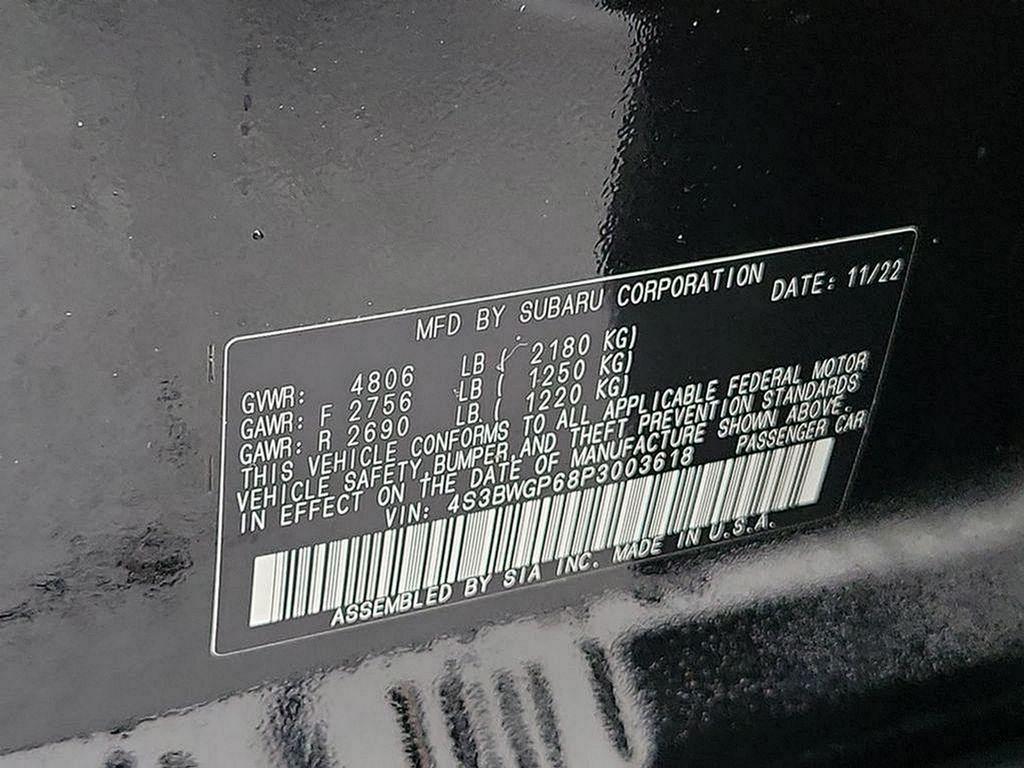 MFD BY SUBARU CORPORATION DATE: 11/22
GVWR: 4806 LB ( 2180 KG)
GAWR: F 2756 LB ( 1250 KG)
GAWR: R 2690 LB ( 1220 KG)
THIS VEHICLE CONFORMS TO ALL APPLICABLE FEDERAL MOTOR
VEHICLE SAFETY, BUMPER, AND THEFT PREVENTION STANDARDS
IN EFFECT ON THE DATE OF MANUFACTURE SHOWN ABOVE.
VIN: 4S3BWGP68P3003618 PASSENGER CAR
ASSEMBLED BY SIA INC. MADE IN U.S.A.